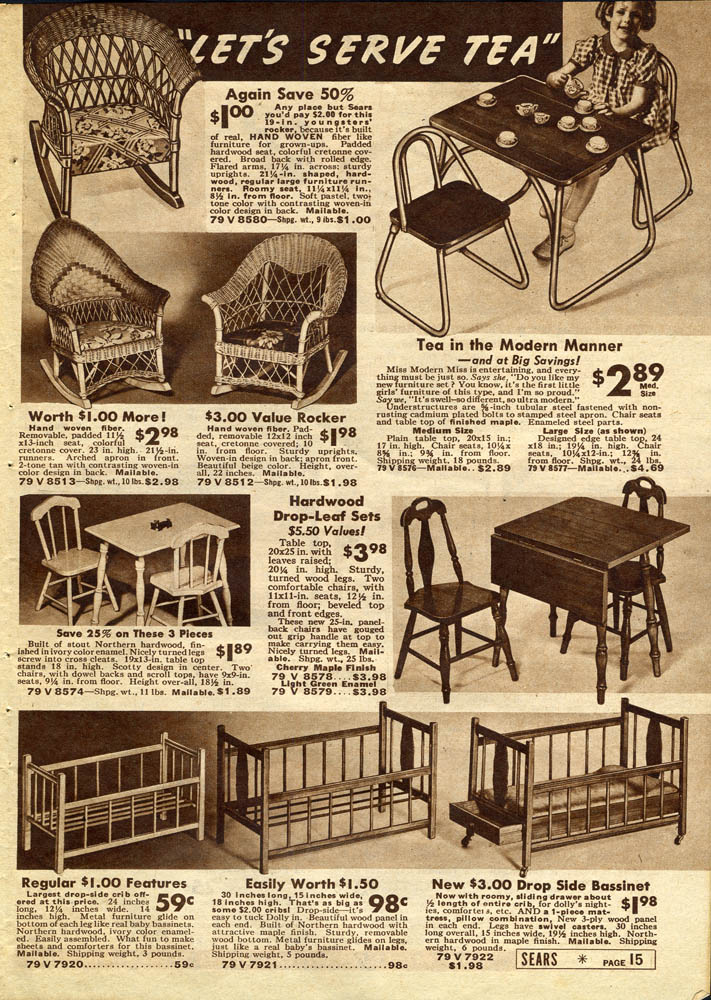 "LET'S SERVE TEA"
Again Save 50%
$1.00
Any place but Sears
you'd pay $2.00 for this
19-in. youngsters'
rocker, because it's built
of real, HAND WOVEN fiber like
furniture for grown-ups. Padded
hardwood seat, colorful cretonne cov-
ered. Broad back with rolled edge.
Flared arms, 17¼ in. across; sturdy
uprights. 21¼-in. shaped, hard-
wood, regular large furniture run-
ners. Roomy seat, 11¼x11¼ in.,
8½ in. from floor. Soft pastel, two-
tone color with contrasting woven-in
color design in back. Mailable.
79 V 8580—Shpg. wt., 9 lbs. $1.00
Worth $1.00 More!
Hand woven fiber.
Removable, padded 11½
x13-inch seat, colorful
cretonne cover. 23 in. high. 21½-in.
runners. Arched apron in front.
2-tone tan with contrasting woven-in
color design in back. Mailable.
79 V 8513—Shpg. wt., 10 lbs. $2.98
$2.98
$3.00 Value Rocker
Hand woven fiber. Pad-
ded, removable 12x12 inch
seat, cretonne covered; 10
in. from floor. Sturdy uprights.
Woven-in design in back; apron front.
Beautiful beige color. Height, over-
all, 22 inches. Mailable.
79 V 8512—Shpg. wt., 10 lbs. $1.98
$1.98
Tea in the Modern Manner
—and at Big Savings!
Miss Modern Miss is entertaining, and every-
thing must be just so. Says she, "Do you like my
new furniture set? You know, it's the first little
girls' furniture of this type, and I'm so proud."
Say we, "It's swell—so different, so ultra modern."
$2.89
Med.
Size
Understructures are ⅝-inch tubular steel fastened with non-
rusting cadmium plated bolts to stamped steel apron. Chair seats
and table top of finished maple. Enameled steel parts.
Medium Size
Plain table top, 20x15 in.;
17 in. high. Chair seats, 10¼x
8⅝ in.; 9¾ in. from floor.
Shipping weight, 18 pounds.
79 V 8576—Mailable..$2.89
Large Size (as shown)
Designed edge table top, 24
x18 in.; 19¼ in. high. Chair
seats, 10¼x12-in.; 12¾ in.
from floor. Shpg. wt., 24 lbs.
79 V 8577—Mailable..$4.69
Save 25% on These 3 Pieces
Built of stout Northern hardwood, fin-
ished in ivory color enamel. Nicely turned legs
screw into cross cleats. 19x13-in. table top
stands 18 in. high. Scotty design in center. Two
chairs, with dowel backs and scroll tops, have 9x9-in.
seats, 9¼ in. from floor. Height over-all, 18½ in.
79 V 8574—Shpg. wt., 11 lbs. Mailable. $1.89
$1.89
Hardwood
Drop-Leaf Sets
$5.50 Values!
Table top,
20x25 in. with
leaves raised;
20¼ in. high. Sturdy,
turned wood legs. Two
comfortable chairs, with
11x11-in. seats, 12½ in.
from floor; beveled top
and front edges.
$3.98
These new 25-in. panel-
back chairs have gouged
out grip handle at top to
make carrying them easy.
Nicely turned legs. Mail-
able. Shpg. wt., 25 lbs.
Cherry Maple Finish
79 V 8578....$3.98
Light Green Enamel
79 V 8579....$3.98
Regular $1.00 Features
Largest drop-side crib off-
ered at this price. 24 inches
long, 12½ inches wide, 14
inches high. Metal furniture glide on
bottom of each leg like real baby bassinets.
Northern hardwood, ivory color enamel-
ed. Easily assembled. What fun to make
sheets and comforters for this bassinet.
Mailable. Shipping weight, 3 pounds.
79 V 7920....................59c
59c
Easily Worth $1.50
30 inches long, 15 inches wide,
18 inches high. That's as big as
some $2.00 cribs! Drop-side—it's
easy to tuck Dolly in. Beautiful wood panel in
each end. Built of Northern hardwood with
attractive maple finish. Sturdy, removable
wood bottom. Metal furniture glides on legs,
just like a real baby's bassinet. Mailable.
Shipping weight, 5 pounds.
79 V 7921....................98c
98c
New $3.00 Drop Side Bassinet
Now with roomy, sliding drawer about
½ length of entire crib, for dolly's night-
ies, comforters, etc. AND a 1-piece mat-
tress, pillow combination, New 3-ply wood panel
in each end. Legs have swivel casters. 30 inches
long overall, 15 inches wide, 19½ inches high. North-
ern hardwood in maple finish. Mailable. Shipping
weight, 6 pounds.
79 V 7922
$1.98
$1.98
SEARS * PAGE 15